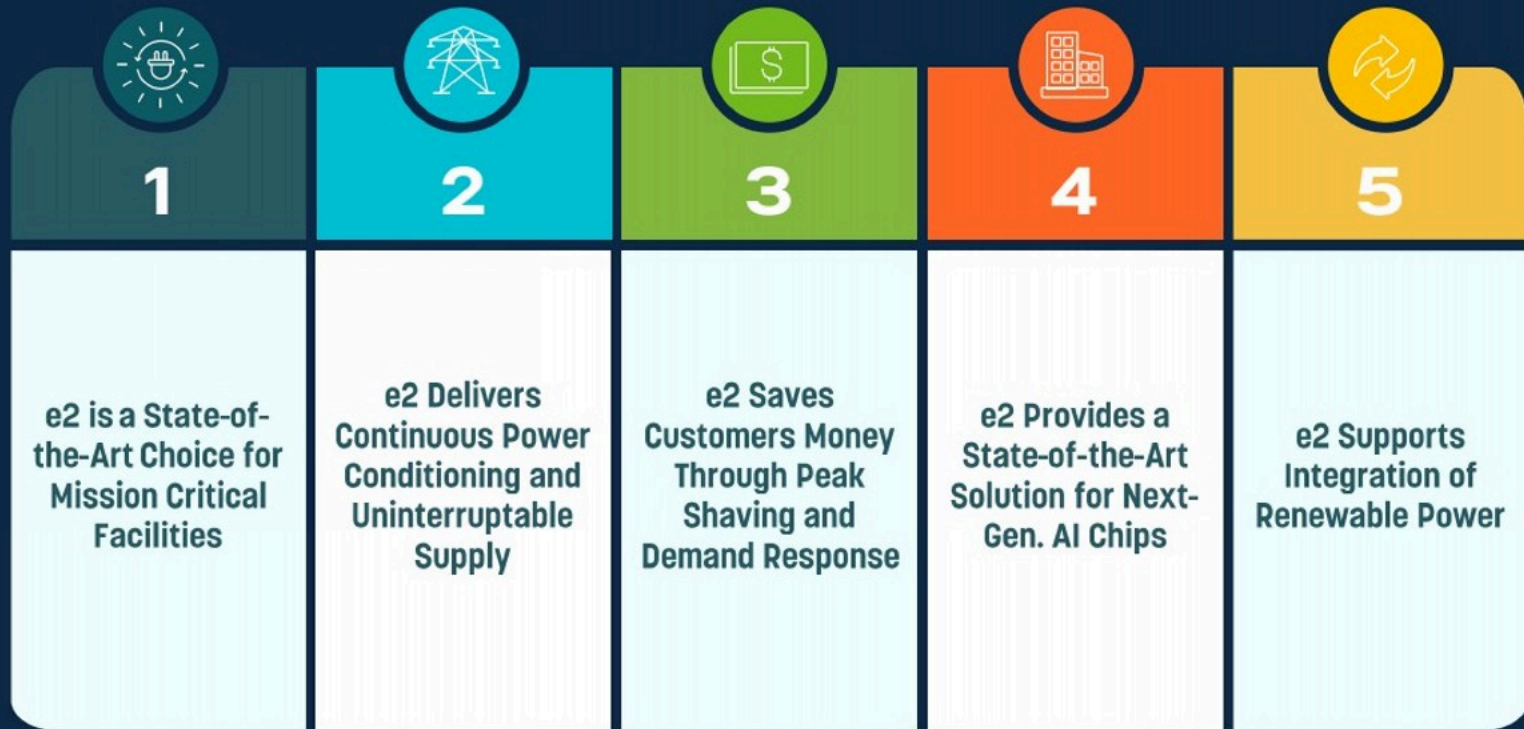 $
1
2
3
4
5
e2 is a State-of-
the-Art Choice for
Mission Critical
Facilities
e2 Delivers
Continuous Power
Conditioning and
Uninterruptable
Supply
e2 Saves
Customers Money
Through Peak
Shaving and
Demand Response
e2 Provides a
State-of-the-Art
Solution for Next-
Gen. AI Chips
e2 Supports
Integration of
Renewable Power